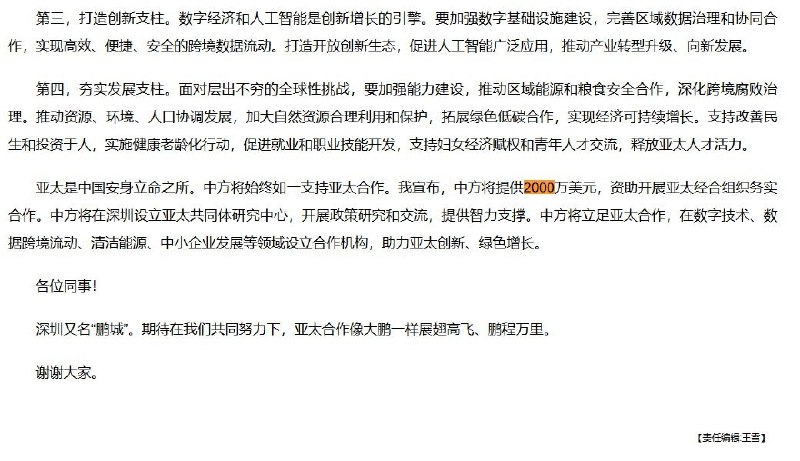 第三，打造创新支柱。数字经济和人工智能是创新增长的引擎。要加强数字基础设施建设，完善区域数据治理和协同合
作，实现高效、便捷、安全的跨境数据流动。打造开放创新生态，促进人工智能广泛应用，推动产业转型升级、向新发展。
第四，夯实发展支柱。面对层出不穷的全球性挑战，要加强能力建设，推动区域能源和粮食安全合作，深化跨境腐败治
理。推动资源、环境、人口协调发展，加大自然资源合理利用和保护，拓展绿色低碳合作，实现经济可持续增长。支持改善民
生和投资于人，实施健康老龄化行动，促进就业和职业技能开发，支持妇女经济赋权和青年人才交流，释放亚太人才活力。
亚太是中国安身立命之所。中方将始终如一支持亚太合作。我宣布，中方将提供2000万美元，资助开展亚太经合组织务实
合作。中方将在深圳设立亚太共同体研究中心，开展政策研究和交流，提供智力支撑。中方将立足亚太合作，在数字技术、数
据跨境流动、清洁能源、中小企业发展等领域设立合作机构，助力亚太创新、绿色增长。
各位同事！
深圳又名“鹏城”。期待在我们共同努力下，亚太合作像大鹏一样展翅高飞、鹏程万里。
谢谢大家。
【责任编辑:王雪】